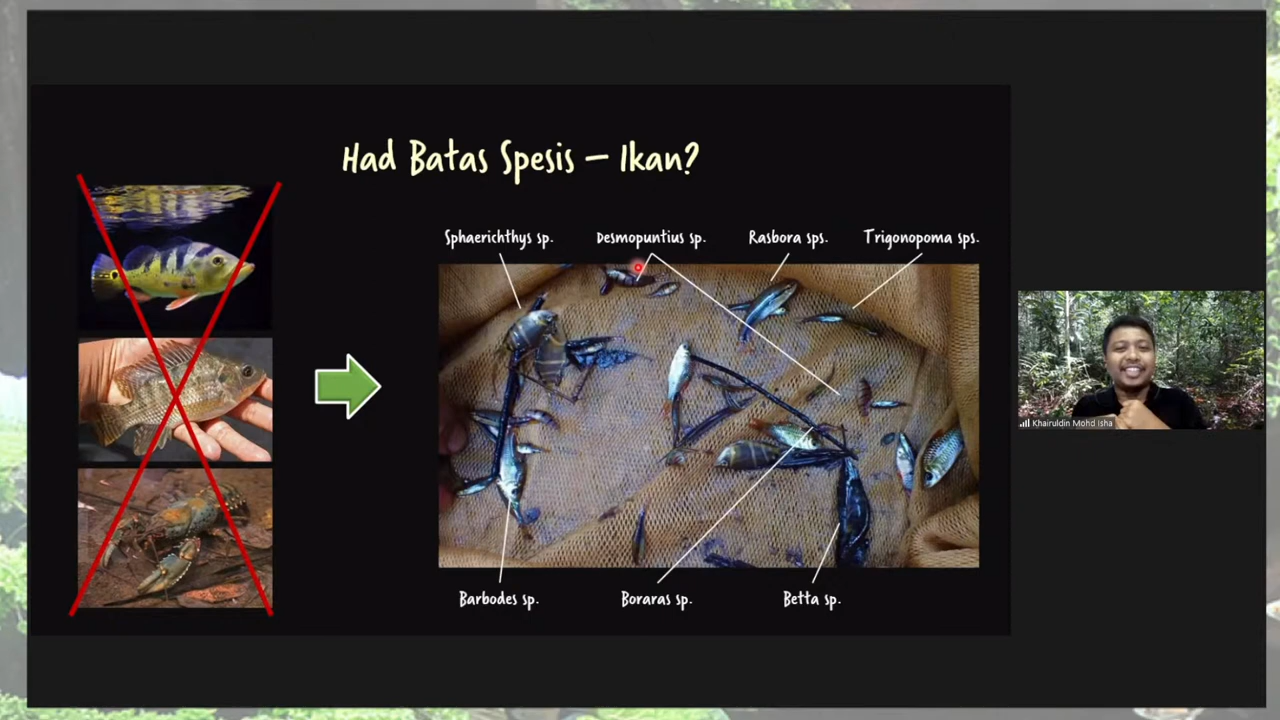 Had Batas Spesis – Ikan?
Sphaerichthys sp.
Desmopuntius sp.
Rasbora sps.
Trigonopoma sps.
Barbodes sp.
Boraras sp.
Betta sp.
Khairuldin Mohd Isha